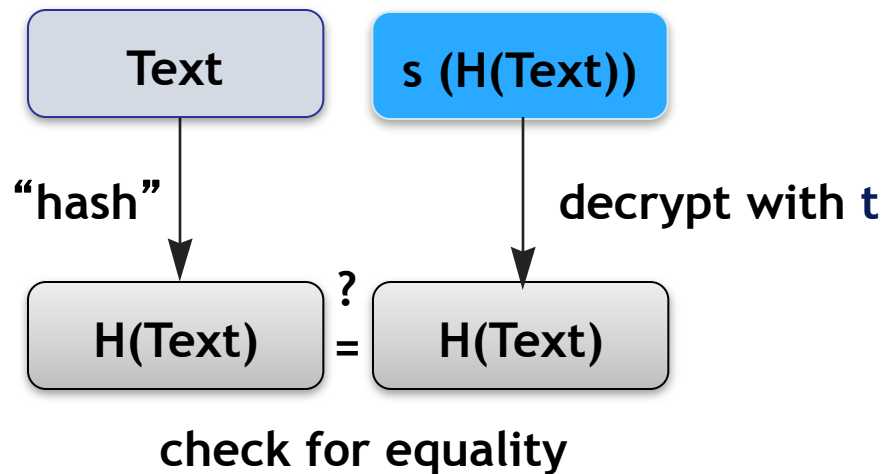 Text
s (H(Text))
“hash”
decrypt with t
?
H(Text)
=
H(Text)
check for equality